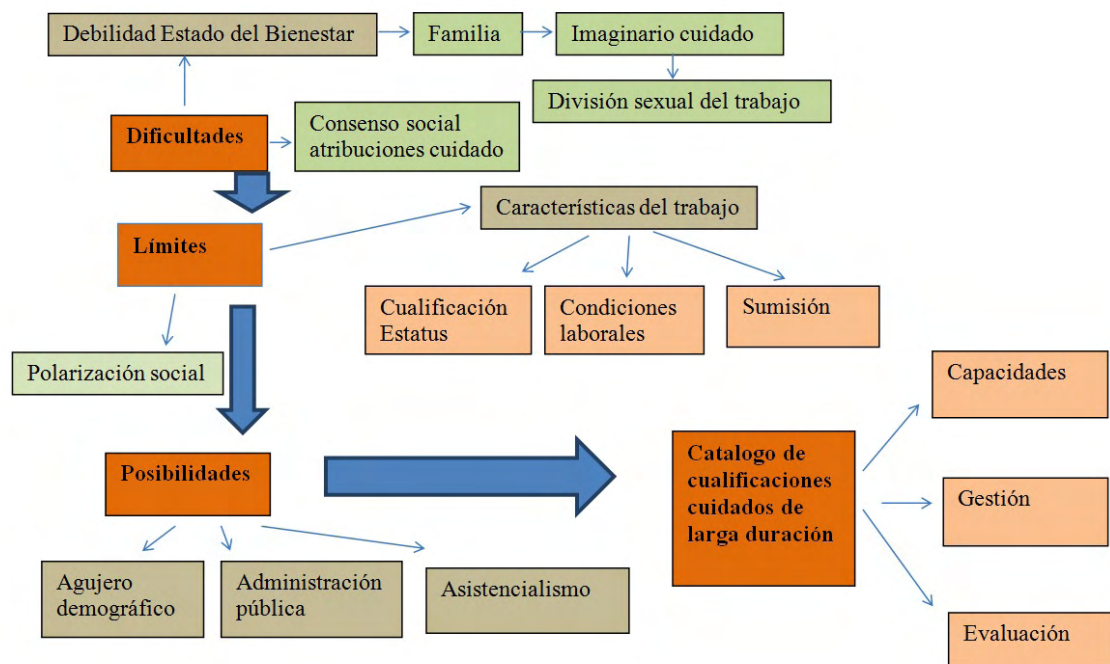 Debilidad Estado del Bienestar
Familia
Imaginario cuidado
División sexual del trabajo
Dificultades
Consenso social
atribuciones cuidado
Características del trabajo
Límites
Cualificación
Estatus
Condiciones
laborales
Sumisión
Polarización social
Capacidades
Posibilidades
Catalogo de
cualificaciones
cuidados de
larga duración
Gestión
Agujero
demográfico
Administración
pública
Asistencialismo
Evaluación